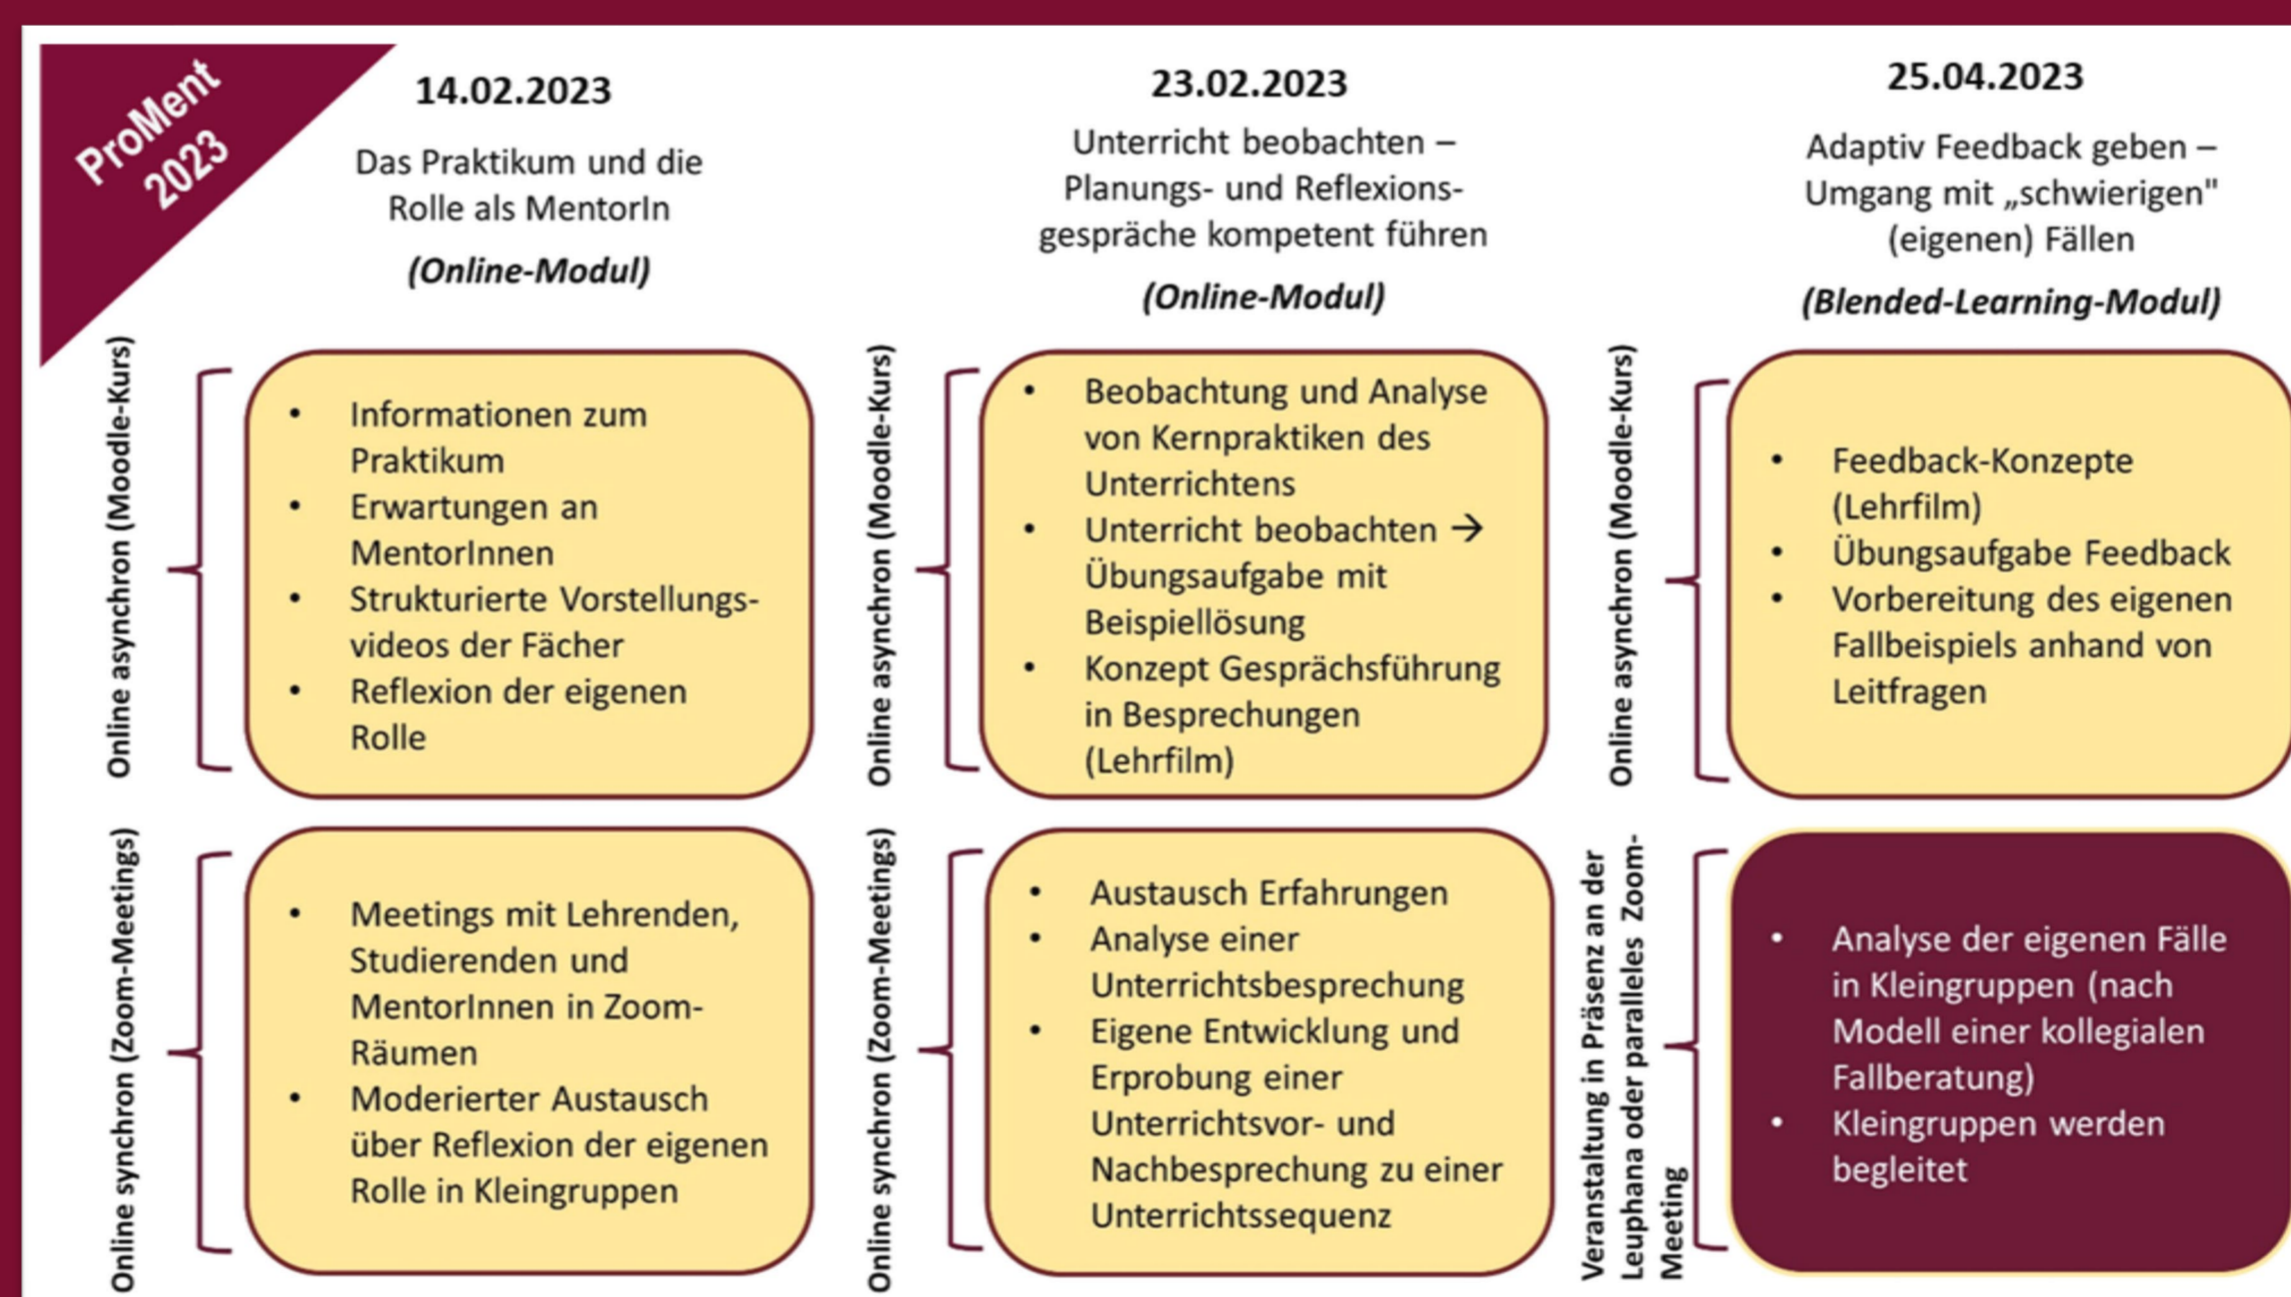 ProMent
2023
14.02.2023
Das Praktikum und die
Rolle als MentorIn
(Online-Modul)
Online asynchron (Moodle-Kurs)
• Informationen zum
Praktikum
• Erwartungen an
MentorInnen
• Strukturierte Vorstellungs-
videos der Fächer
• Reflexion der eigenen
Rolle
Online synchron (Zoom-Meetings)
• Meetings mit Lehrenden,
Studierenden und
MentorInnen in Zoom-
Räumen
• Moderierter Austausch
über Reflexion der eigenen
Rolle in Kleingruppen
23.02.2023
Unterricht beobachten –
Planungs- und Reflexions-
gespräche kompetent führen
(Online-Modul)
Online asynchron (Moodle-Kurs)
• Beobachtung und Analyse
von Kernpraktiken des
Unterrichtens
• Unterricht beobachten →
Übungsaufgabe mit
Beispiellösung
• Konzept Gesprächsführung
in Besprechungen
(Lehrfilm)
Online synchron (Zoom-Meetings)
• Austausch Erfahrungen
• Analyse einer
Unterrichtsbesprechung
• Eigene Entwicklung und
Erprobung einer
Unterrichtsvor- und
Nachbesprechung zu einer
Unterrichtssequenz
25.04.2023
Adaptiv Feedback geben –
Umgang mit „schwierigen"
(eigenen) Fällen
(Blended-Learning-Modul)
Online asynchron (Moodle-Kurs)
• Feedback-Konzepte
(Lehrfilm)
• Übungsaufgabe Feedback
• Vorbereitung des eigenen
Fallbeispiels anhand von
Leitfragen
Veranstaltung in Präsenz an der
Leuphana oder paralleles Zoom-
Meeting
• Analyse der eigenen Fälle
in Kleingruppen (nach
Modell einer kollegialen
Fallberatung)
• Kleingruppen werden
begleitet